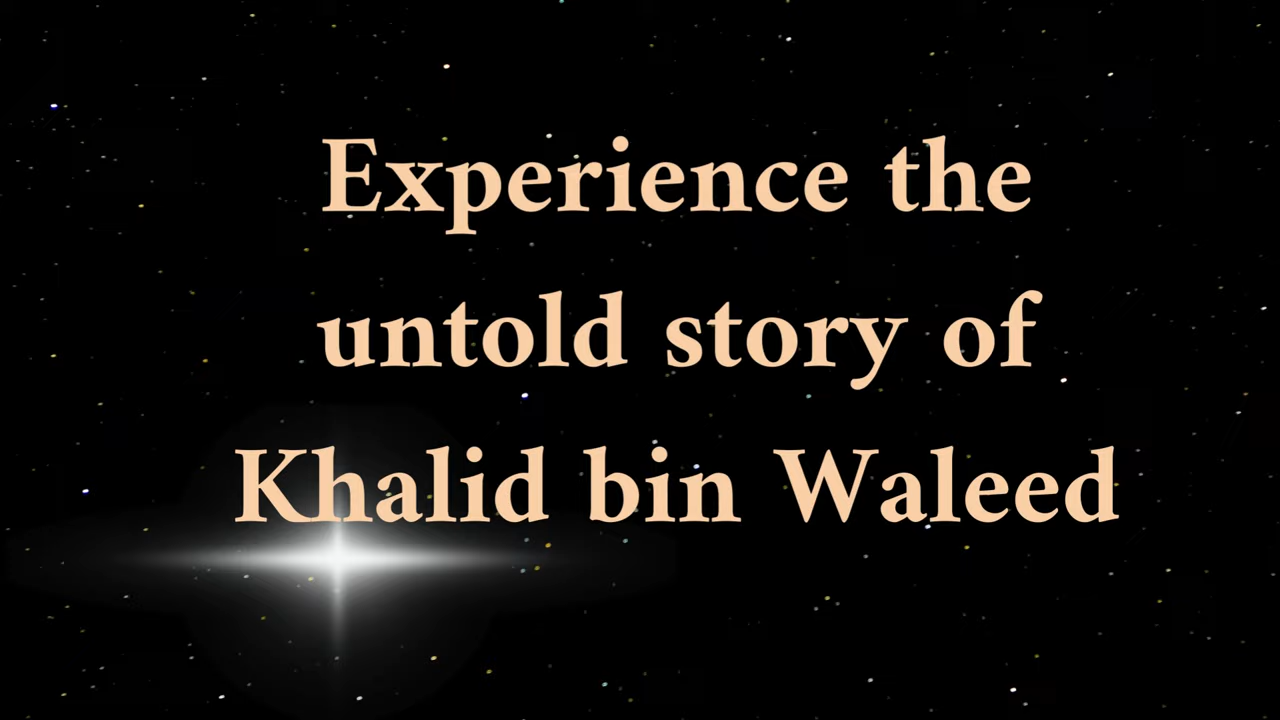 Experience the
untold story of
Khalid bin Waleed